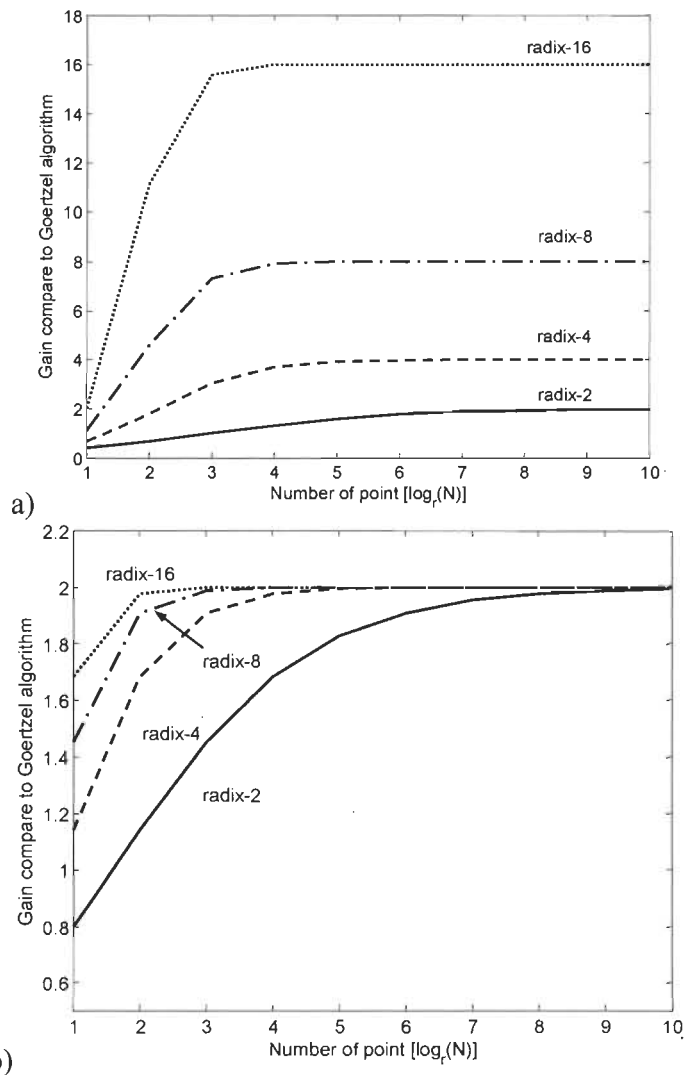 18
16
14
12
10
8
6
4
2
0
Gain compare to Goertzel algorithm
radix-16
radix-8
radix-4
radix-2
1 2 3 4 5 6 7 8 9 10
Number of point [log_r(N)]
a)
2.2
2
1.8
1.6
1.4
1.2
1
0.8
0.6
Gain compare to Goertzel algorithm
radix-16
radix-8
radix-4
radix-2
1 2 3 4 5 6 7 8 9 10
Number of point [log_r(N)]